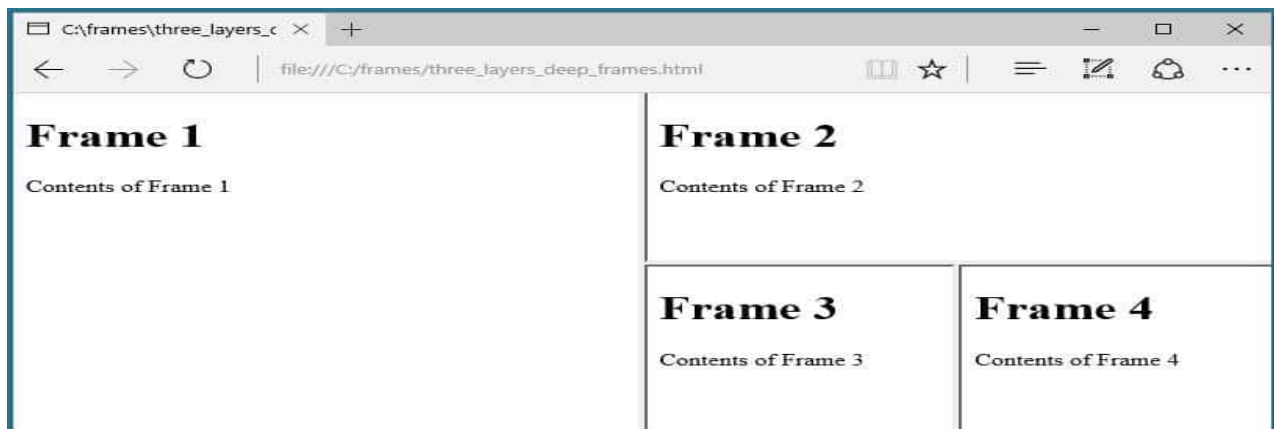 C:\frames\three_layers_c
file:///C:/frames/three_layers_deep_frames.html
Frame 1
Contents of Frame 1
Frame 2
Contents of Frame 2
Frame 3
Contents of Frame 3
Frame 4
Contents of Frame 4